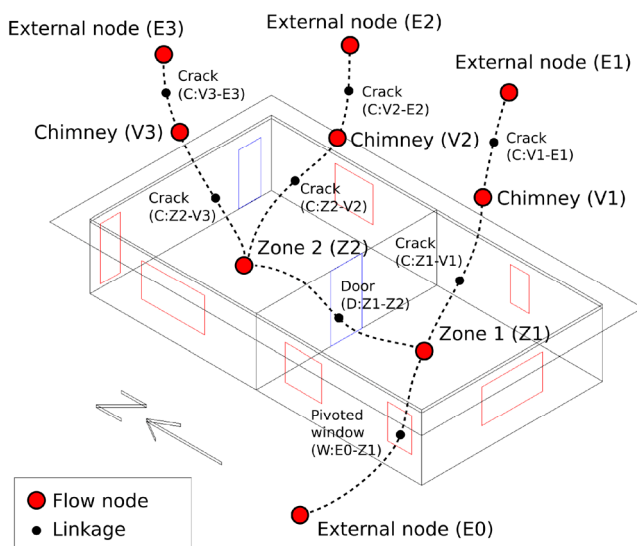 External node (E3)
External node (E2)
External node (E1)
Crack
(C:V3-E3)
Crack
(C:V2-E2)
Crack
(C:V1-E1)
Chimney (V3)
Chimney (V2)
Chimney (V1)
Crack
(C:Z2-V3)
Crack
(C:Z2-V2)
Crack
(C:Z1-V1)
Zone 2 (Z2)
Door
(D:Z1-Z2)
Zone 1 (Z1)
Pivoted
window
(W:E0-Z1)
Flow node
Linkage
External node (E0)